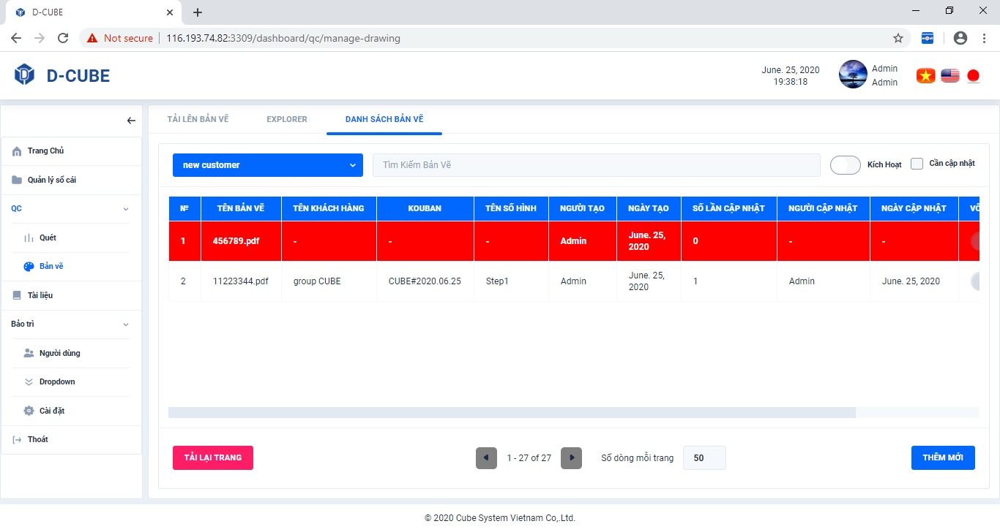 D-CUBE
Not secure
116.193.74.82:3309/dashboard/qc/manage-drawing
D-CUBE
June. 25, 2020
19:38:18
Admin
Admin
Trang Chủ
Quản lý sổ cái
QC
Quét
Bản vẽ
Tài liệu
Bảo trì
Người dùng
Dropdown
Cài đặt
Thoát
TẢI LÊN BẢN VẼ EXPLORER DANH SÁCH BẢN VẼ
new customer
Tìm Kiếm Bản Vẽ
Kích Hoạt
Cần cập nhật
№ TÊN BẢN VẼ TÊN KHÁCH HÀNG KOUBAN TÊN SỐ HÌNH NGƯỜI TẠO NGÀY TẠO SỐ LẦN CẬP NHẬT NGƯỜI CẬP NHẬT NGÀY CẬP NHẬT
1 456789.pdf - - - Admin June. 25, 2020 0 - -
2 11223344.pdf group CUBE CUBE#2020.06.25 Step1 Admin June. 25, 2020 1 Admin June. 25, 2020
TẢI LẠI TRANG
1 - 27 of 27
Số dòng mỗi trang
50
THÊM MỚI
© 2020 Cube System Vietnam Co,.Ltd.